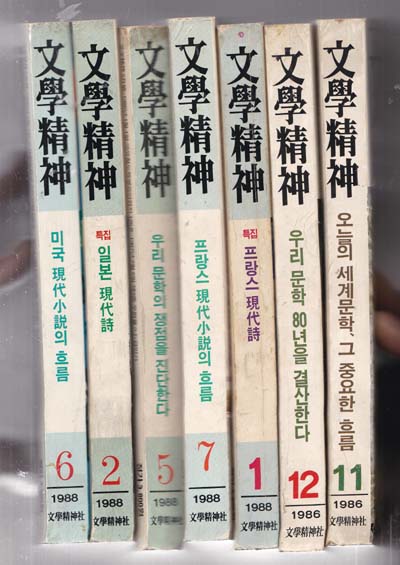 文學精神
미국 現代小説의 흐름
6
1988
文學精神社
文學精神
특집
일본 現代詩
2
1988
文學精神社
文學精神
우리 문학의 쟁점을 진단한다
5
1988
文學精神
프랑스 現代小説의 흐름
7
1988
文學精神社
文學精神
특집
프랑스 現代詩
1
1988
文學精神社
文學精神
우리 문학 80년을 결산한다
12
1986
文學精神社
文學精神
오늘의 세계문학, 그 중요한 흐름
11
1986
文學精神社